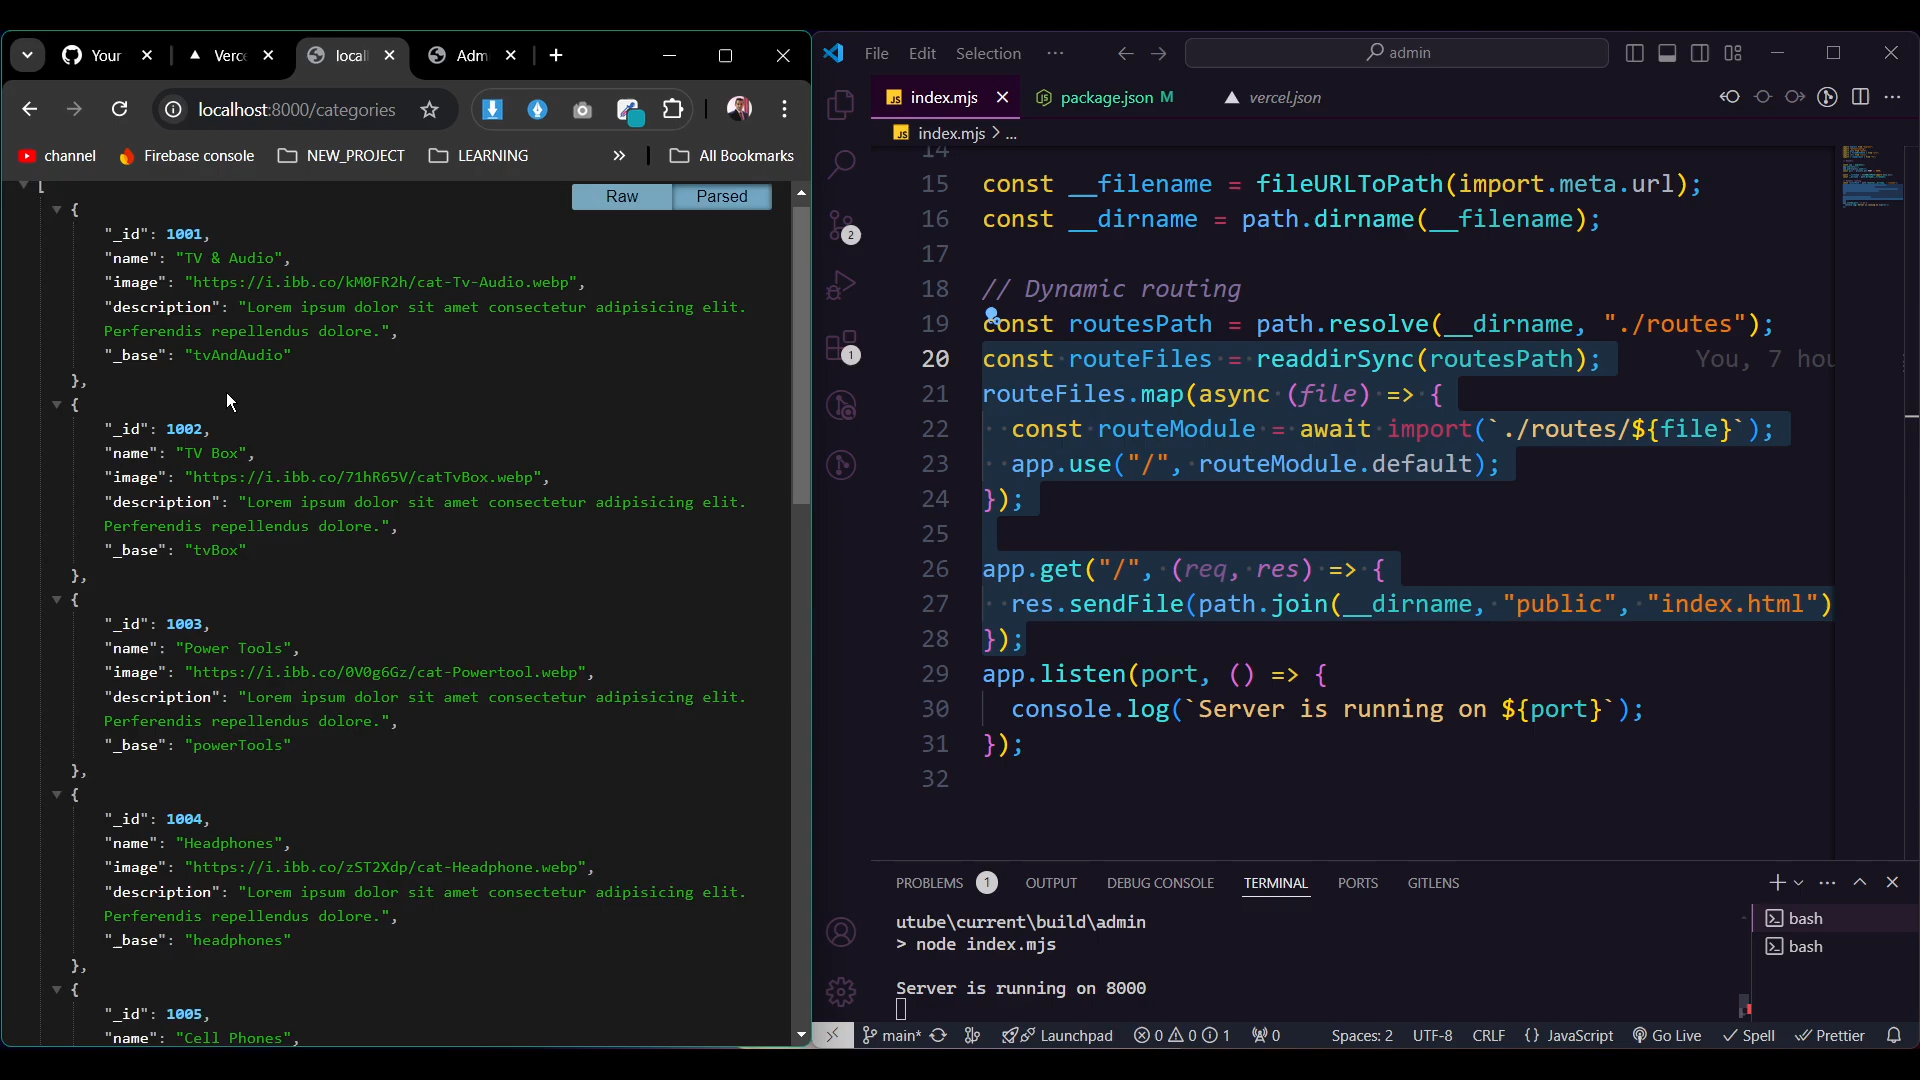 Your
Verc
local
Adm
localhost:8000/categories
channel
Firebase console
NEW_PROJECT
LEARNING
»
All Bookmarks
Raw
Parsed
[
{
"_id": 1001,
"name": "TV & Audio",
"image": "https://i.ibb.co/kM0FR2h/cat-Tv-Audio.webp",
"description": "Lorem ipsum dolor sit amet consectetur adipisicing elit.
Perferendis repellendus dolore.",
"_base": "tvAndAudio"
},
{
"_id": 1002,
"name": "TV Box",
"image": "https://i.ibb.co/71hR65V/catTvBox.webp",
"description": "Lorem ipsum dolor sit amet consectetur adipisicing elit.
Perferendis repellendus dolore.",
"_base": "tvBox"
},
{
"_id": 1003,
"name": "Power Tools",
"image": "https://i.ibb.co/0V0g6Gz/cat-Powertool.webp",
"description": "Lorem ipsum dolor sit amet consectetur adipisicing elit.
Perferendis repellendus dolore.",
"_base": "powerTools"
},
{
"_id": 1004,
"name": "Headphones",
"image": "https://i.ibb.co/zST2Xdp/cat-Headphone.webp",
"description": "Lorem ipsum dolor sit amet consectetur adipisicing elit.
Perferendis repellendus dolore.",
"_base": "headphones"
},
{
"_id": 1005,
"name": "Cell Phones",
File Edit Selection ···
admin
JS index.mjs
package.json M
vercel.json
JS index.mjs > ...
2
1
14
15 const __filename = fileURLToPath(import.meta.url);
16 const __dirname = path.dirname(__filename);
17
18 // Dynamic routing
19 const routesPath = path.resolve(__dirname, "./routes");
20 const routeFiles = readdirSync(routesPath); You, 7 hou
21 routeFiles.map(async (file) => {
22 const routeModule = await import(`./routes/${file}`);
23 app.use("/", routeModule.default);
24 });
25
26 app.get("/", (req, res) => {
27 res.sendFile(path.join(__dirname, "public", "index.html")
28 });
29 app.listen(port, () => {
30 console.log(`Server is running on ${port}`);
31 });
32
PROBLEMS 1 OUTPUT DEBUG CONSOLE TERMINAL PORTS GITLENS
utube\current\build\admin
> node index.mjs
Server is running on 8000
bash
bash
main* Launchpad 0 0 1 0 Spaces: 2 UTF-8 CRLF {} JavaScript Go Live Spell Prettier